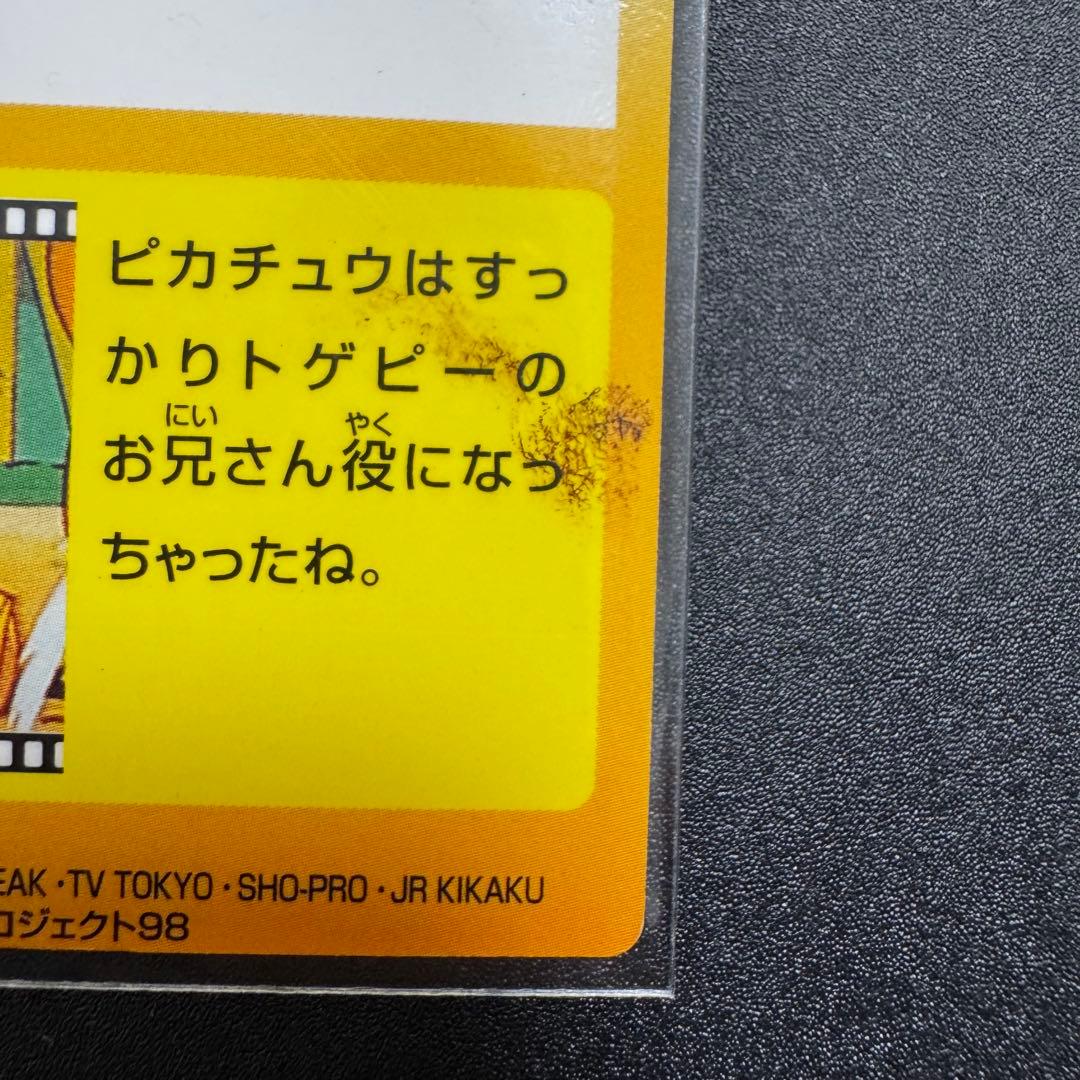 ピカチュウはすっ
かりトゲピーの
お兄さん役になっ
にい やく
ちゃったね。
EAK・TV TOKYO・SHO-PRO・JR KIKAKU
ロジェクト98